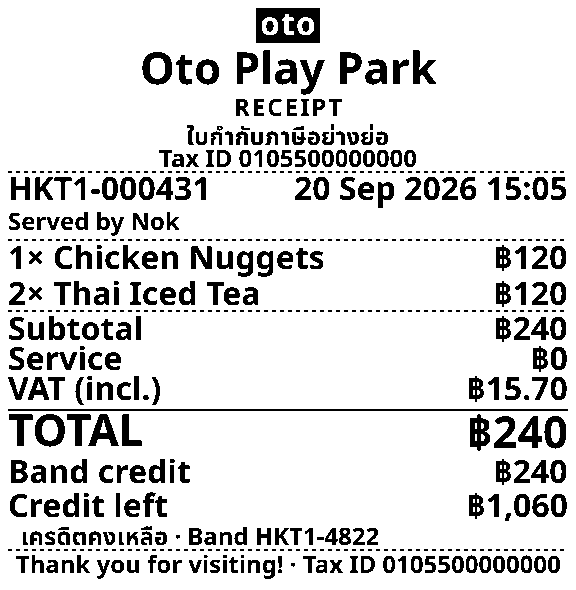 oto
Oto Play Park
RECEIPT
ใบกำกับภาษีอย่างย่อ
Tax ID 0105500000000
HKT1-000431 20 Sep 2026 15:05
Served by Nok
1× Chicken Nuggets ฿120
2× Thai Iced Tea ฿120
Subtotal ฿240
Service ฿0
VAT (incl.) ฿15.70
TOTAL ฿240
Band credit ฿240
Credit left ฿1,060
เครดิตคงเหลือ · Band HKT1-4822
Thank you for visiting! · Tax ID 0105500000000